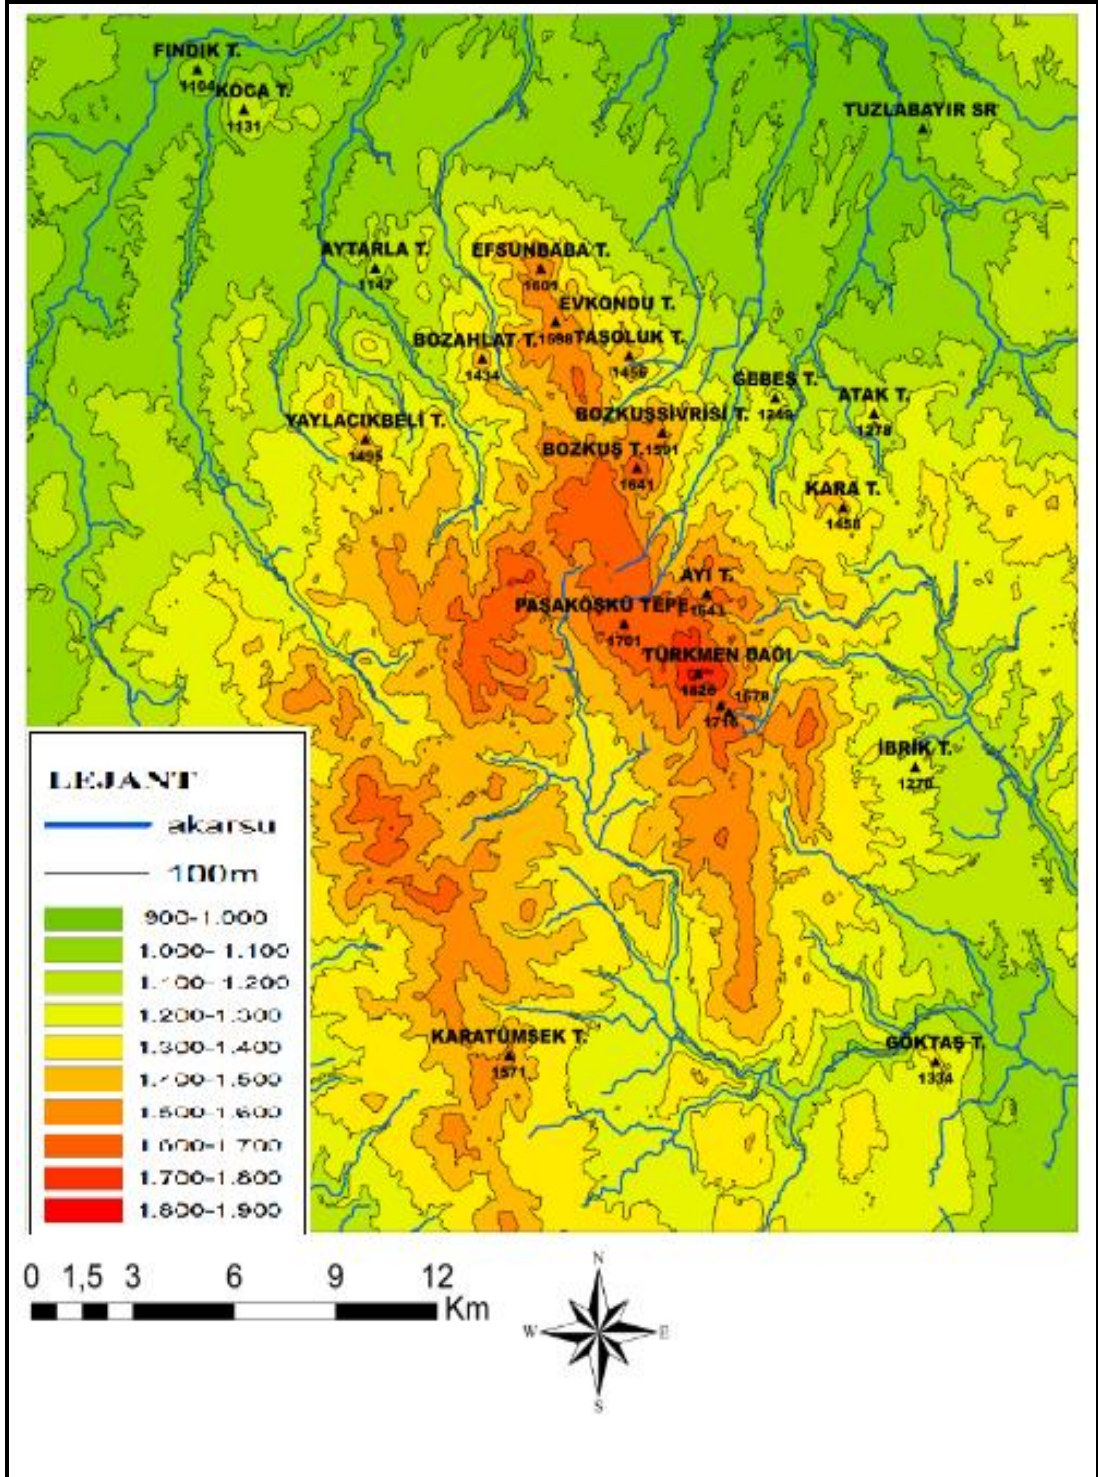 FINDIK T.
1104
KOCA T.
1131
TUZLABAYIR SR
AYTARLA T.
1147
EFSUNBABA T.
1601
EVKONDU T.
1598
TAŞOLUK T.
1456
BOZAHLAT T.
1434
GEBEŞ T.
1249
ATAK T.
1278
YAYLACIKBELİ T.
1495
BOZKUŞSİVRİSİ T.
1591
BOZKUŞ T.
1641
KARA T.
1458
AYI T.
1643
PAŞAKÖŞKÜ TEPE
1701
TÜRKMEN DAĞI
1826
1678
1716
İBRİK T.
1270
KARATÜMSEK T.
1571
GÖKTAŞ T.
1334
LEJANT
akarsu
100m
900-1.000
1.000-1.100
1.100-1.200
1.200-1.300
1.300-1.400
1.400-1.500
1.500-1.600
1.600-1.700
1.700-1.800
1.800-1.900
0 1,5 3 6 9 12
Km
N
W E
S